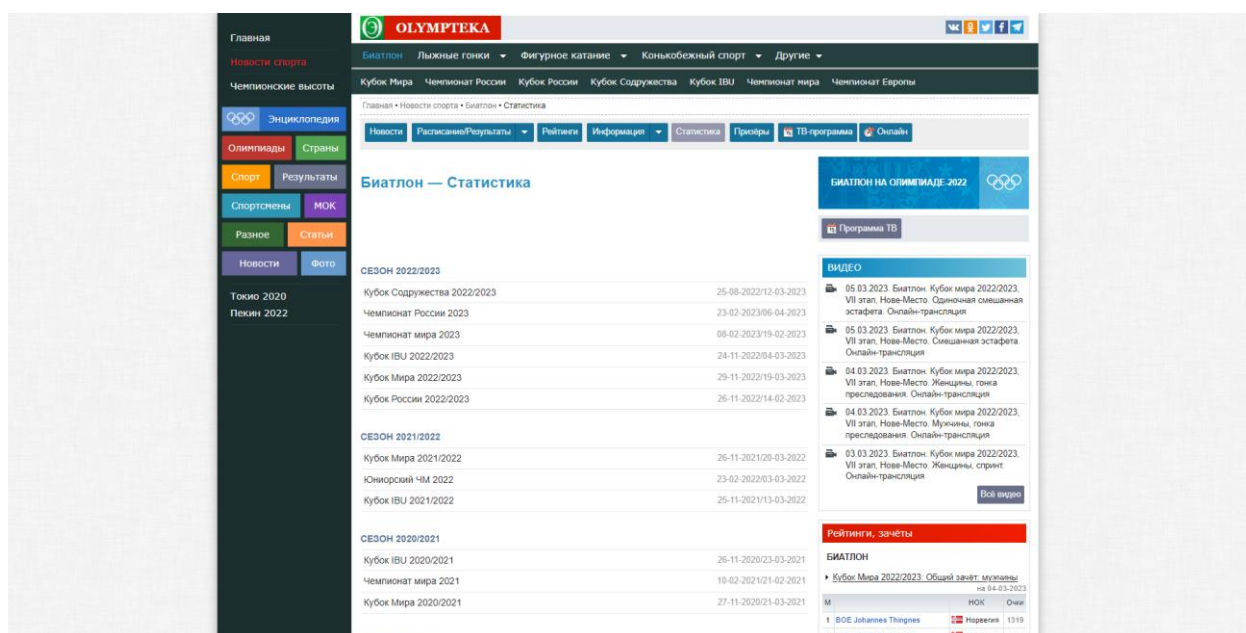 Главная
Новости спорта
Чемпионские высоты
Энциклопедия
Олимпиады Страны
Спорт Результаты
Спортсмены МОК
Разное Статьи
Новости Фото
Токио 2020
Пекин 2022
OLYMPTEKA
Биатлон Лыжные гонки Фигурное катание Конькобежный спорт Другие
Кубок Мира Чемпионат России Кубок России Кубок Содружества Кубок IBU Чемпионат мира Чемпионат Европы
Главная • Новости спорта • Биатлон • Статистика
Новости Расписание/Результаты Рейтинги Информация Статистика Призёры ТВ-программа Онлайн
Биатлон — Статистика
СЕЗОН 2022/2023
Кубок Содружества 2022/2023 25-08-2022/12-03-2023
Чемпионат России 2023 23-02-2023/06-04-2023
Чемпионат мира 2023 08-02-2023/19-02-2023
Кубок IBU 2022/2023 24-11-2022/04-03-2023
Кубок Мира 2022/2023 29-11-2022/19-03-2023
Кубок России 2022/2023 26-11-2022/14-02-2023
СЕЗОН 2021/2022
Кубок Мира 2021/2022 26-11-2021/20-03-2022
Юниорский ЧМ 2022 23-02-2022/03-03-2022
Кубок IBU 2021/2022 25-11-2021/13-03-2022
СЕЗОН 2020/2021
Кубок IBU 2020/2021 26-11-2020/23-03-2021
Чемпионат мира 2021 10-02-2021/21-02-2021
Кубок Мира 2020/2021 27-11-2020/21-03-2021
БИАТЛОН НА ОЛИМПИАДЕ-2022
Программа ТВ
ВИДЕО
05.03.2023. Биатлон. Кубок мира 2022/2023,
VII этап, Нове-Место. Одиночная смешанная
эстафета. Онлайн-трансляция
05.03.2023. Биатлон. Кубок мира 2022/2023,
VII этап, Нове-Место. Смешанная эстафета.
Онлайн-трансляция
04.03.2023. Биатлон. Кубок мира 2022/2023,
VII этап, Нове-Место. Женщины, гонка
преследования. Онлайн-трансляция
04.03.2023. Биатлон. Кубок мира 2022/2023,
VII этап, Нове-Место. Мужчины, гонка
преследования. Онлайн-трансляция
03.03.2023. Биатлон. Кубок мира 2022/2023,
VII этап, Нове-Место. Женщины, спринт.
Онлайн-трансляция
Всё видео
Рейтинги, зачёты
БИАТЛОН
Кубок Мира 2022/2023: Общий зачёт: мужчины
на 04-03-2023
М НОК Очки
1 BOE Johannes Thingnes Норвегия 1319